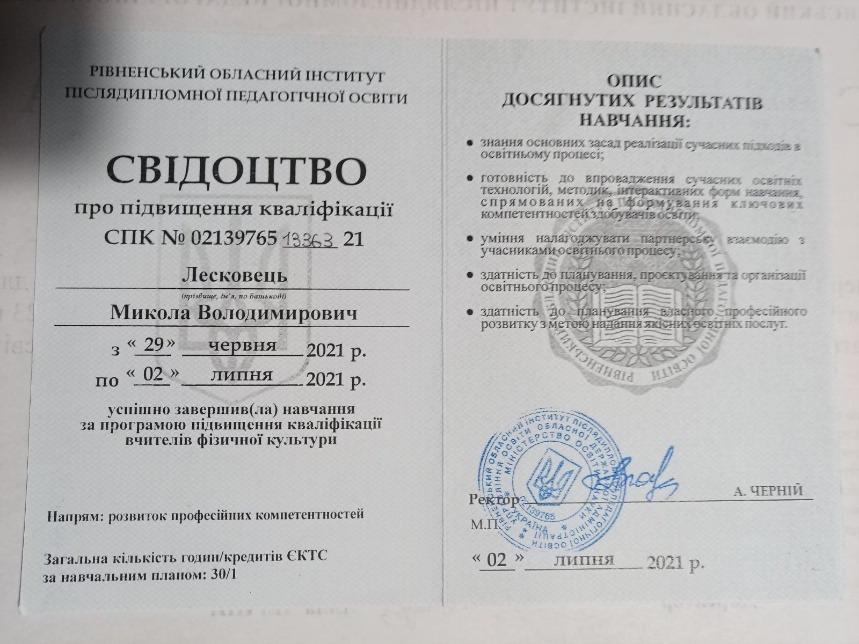 РІВНЕНСЬКИЙ ОБЛАСНИЙ ІНСТИТУТ
ПІСЛЯДИПЛОМНОЇ ПЕДАГОГІЧНОЇ ОСВІТИ
СВІДОЦТВО
про підвищення кваліфікації
СПК № 02139765 13363 21
Лесковець
(прізвище, ім'я, по батькові)
Микола Володимирович
з “ 29 ” червня 2021 р.
по “ 02 ” липня 2021 р.
успішно завершив(ла) навчання
за програмою підвищення кваліфікації
вчителів фізичної культури
Напрям: розвиток професійних компетентностей
Загальна кількість годин/кредитів ЄКТС
за навчальним планом: 30/1
ОПИС
ДОСЯГНУТИХ РЕЗУЛЬТАТІВ
НАВЧАННЯ:
• знання основних засад реалізації сучасних підходів в
освітньому процесі;
• готовність до впровадження сучасних освітніх
технологій, методик, інтерактивних форм навчання,
спрямованих на формування ключових
компетентностей здобувачів освіти;
• уміння налагоджувати партнерську взаємодію з
учасниками освітнього процесу;
• здатність до планування, проєктування та організації
освітнього процесу;
• здатність до планування власного професійного
розвитку з метою надання якісних освітніх послуг.
Ректор А. ЧЕРНІЙ
М.П.
02139765
УКРАЇНА
“ 02 ” липня 2021 р.